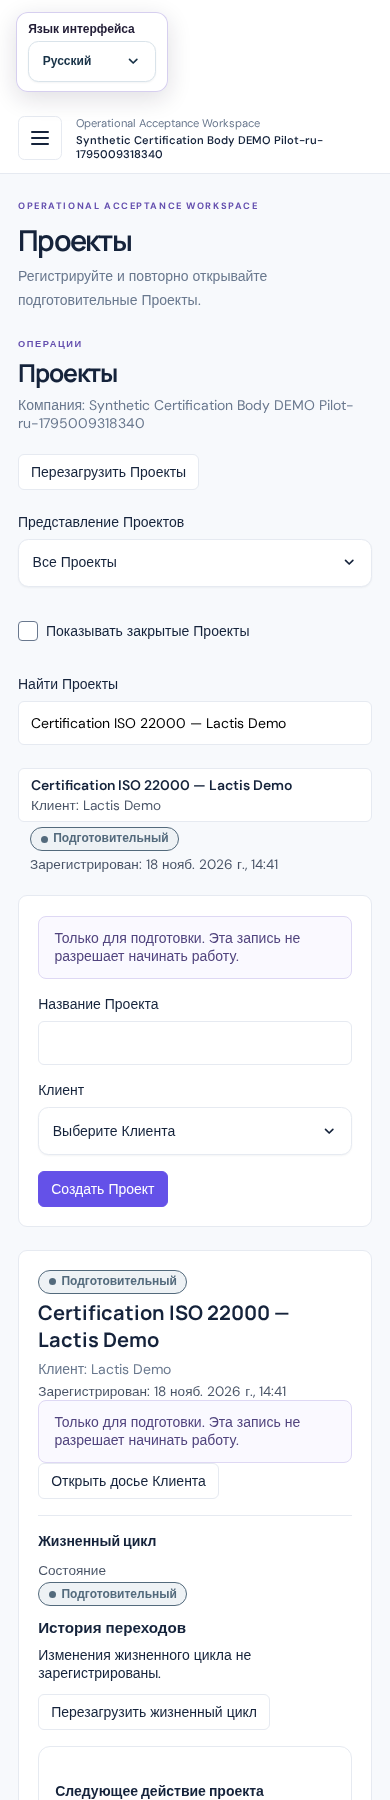 Язык интерфейса
Русский
Operational Acceptance Workspace
Synthetic Certification Body DEMO Pilot-ru-
1795009318340
OPERATIONAL ACCEPTANCE WORKSPACE
Проекты
Регистрируйте и повторно открывайте
подготовительные Проекты.
ОПЕРАЦИИ
Проекты
Компания: Synthetic Certification Body DEMO Pilot-
ru-1795009318340
Перезагрузить Проекты
Представление Проектов
Все Проекты
Показывать закрытые Проекты
Найти Проекты
Certification ISO 22000 — Lactis Demo
Certification ISO 22000 — Lactis Demo
Клиент: Lactis Demo
Подготовительный
Зарегистрирован: 18 нояб. 2026 г., 14:41
Только для подготовки. Эта запись не
разрешает начинать работу.
Название Проекта
Клиент
Выберите Клиента
Создать Проект
Подготовительный
Certification ISO 22000 —
Lactis Demo
Клиент: Lactis Demo
Зарегистрирован: 18 нояб. 2026 г., 14:41
Только для подготовки. Эта запись не
разрешает начинать работу.
Открыть досье Клиента
Жизненный цикл
Состояние
Подготовительный
История переходов
Изменения жизненного цикла не
зарегистрированы.
Перезагрузить жизненный цикл
Следующее действие проекта